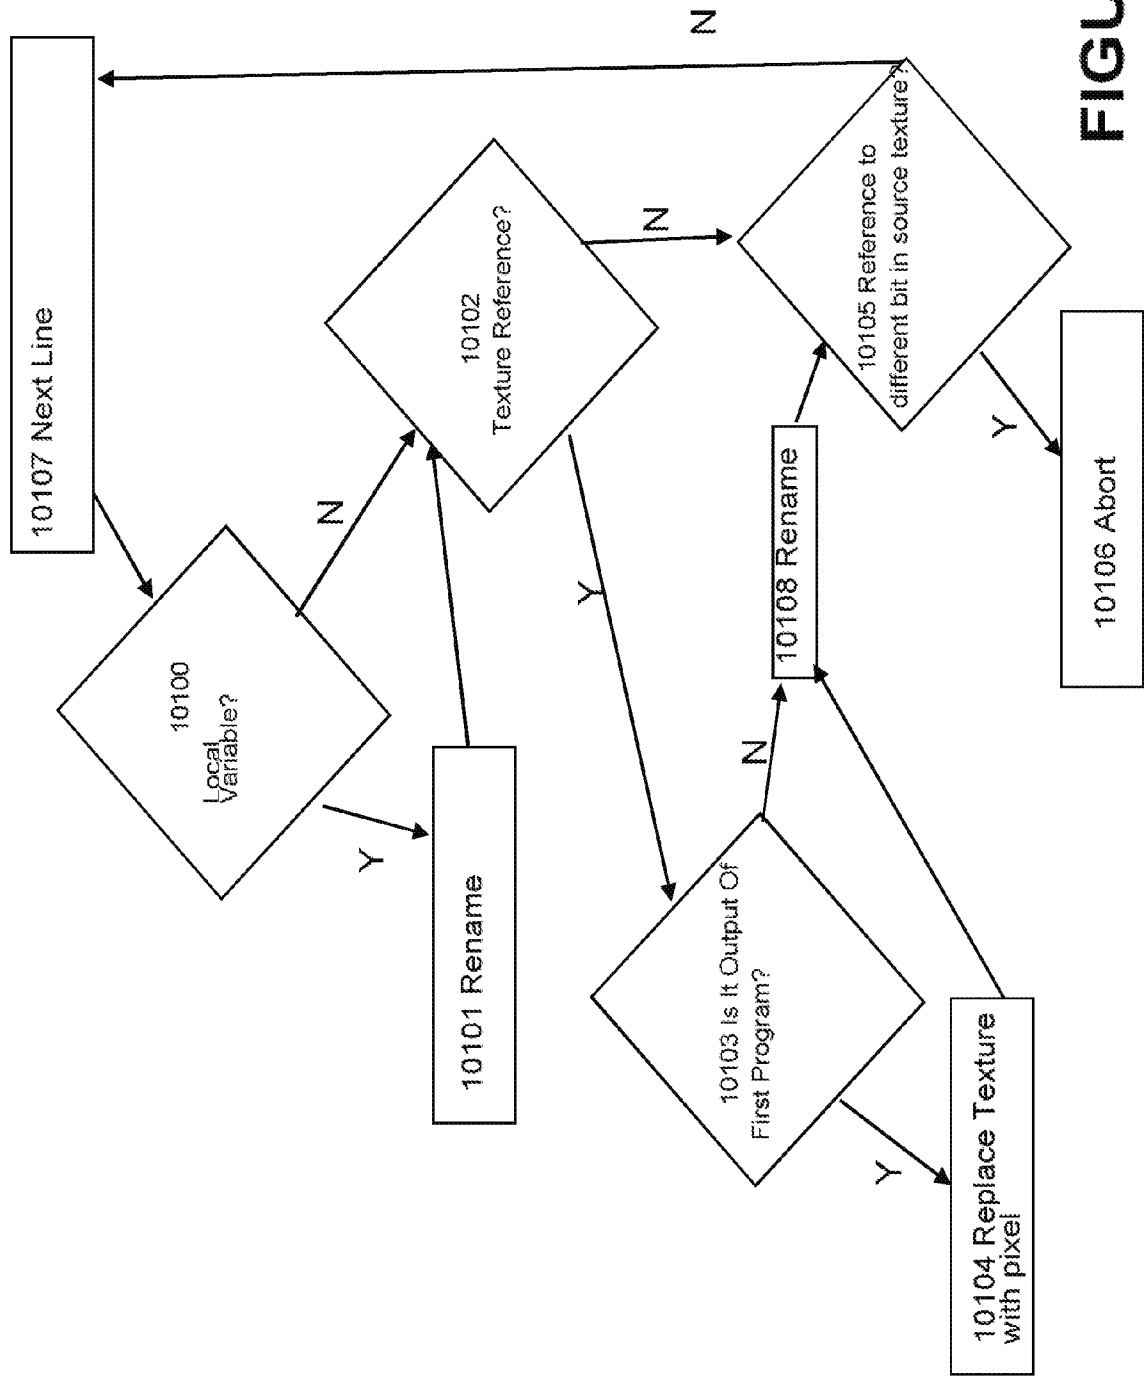 10107 Next Line
10100
Local
Variable?
N
Y
10101 Rename
10102
Texture Reference?
N
Y
10103 Is It Output Of
First Program?
N
Y
10104 Replace Texture
with pixel
10108 Rename
10105 Reference to
different bit in source texture?
N
Y
10106 Abort